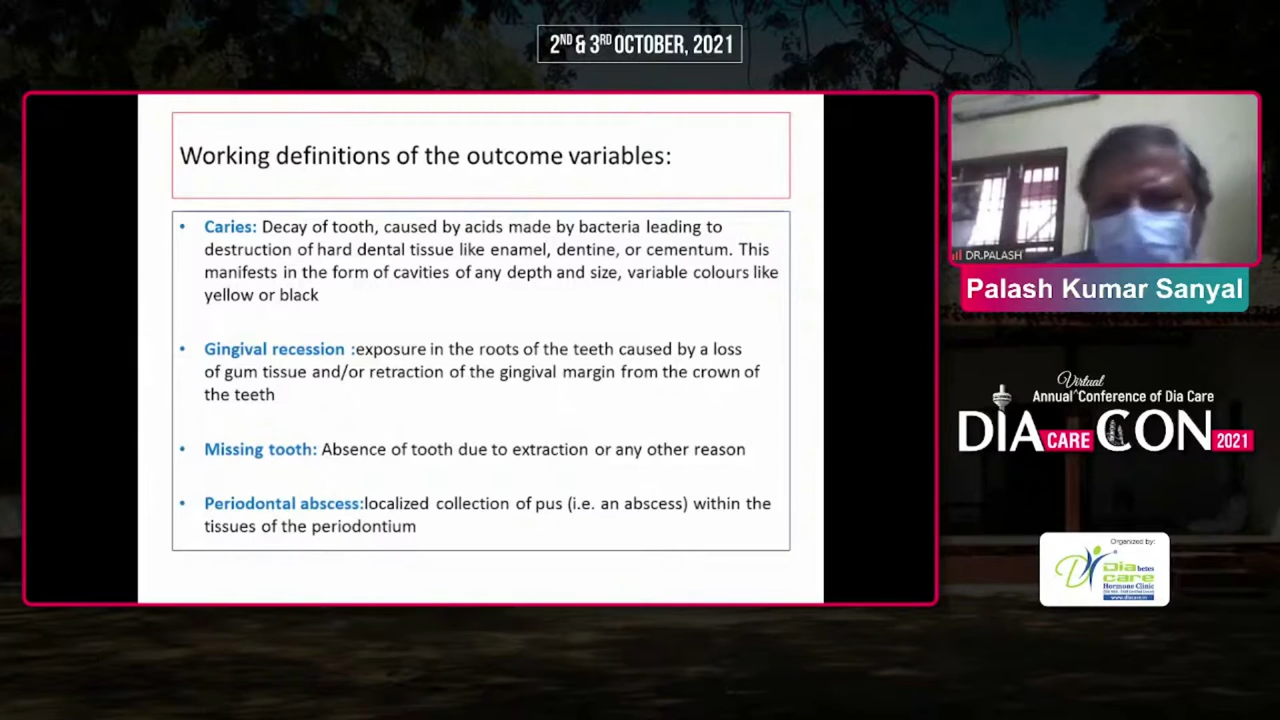 2ND & 3RD OCTOBER, 2021
Working definitions of the outcome variables:
• Caries: Decay of tooth, caused by acids made by bacteria leading to
destruction of hard dental tissue like enamel, dentine, or cementum. This
manifests in the form of cavities of any depth and size, variable colours like
yellow or black
• Gingival recession :exposure in the roots of the teeth caused by a loss
of gum tissue and/or retraction of the gingival margin from the crown of
the teeth
• Missing tooth: Absence of tooth due to extraction or any other reason
• Periodontal abscess:localized collection of pus (i.e. an abscess) within the
tissues of the periodontium
DR.PALASH
Palash Kumar Sanyal
Virtual
Annual ^ Conference of Dia Care
DIA CARE CON 2021
Organized by:
Diabetes
care
Hormone Clinic